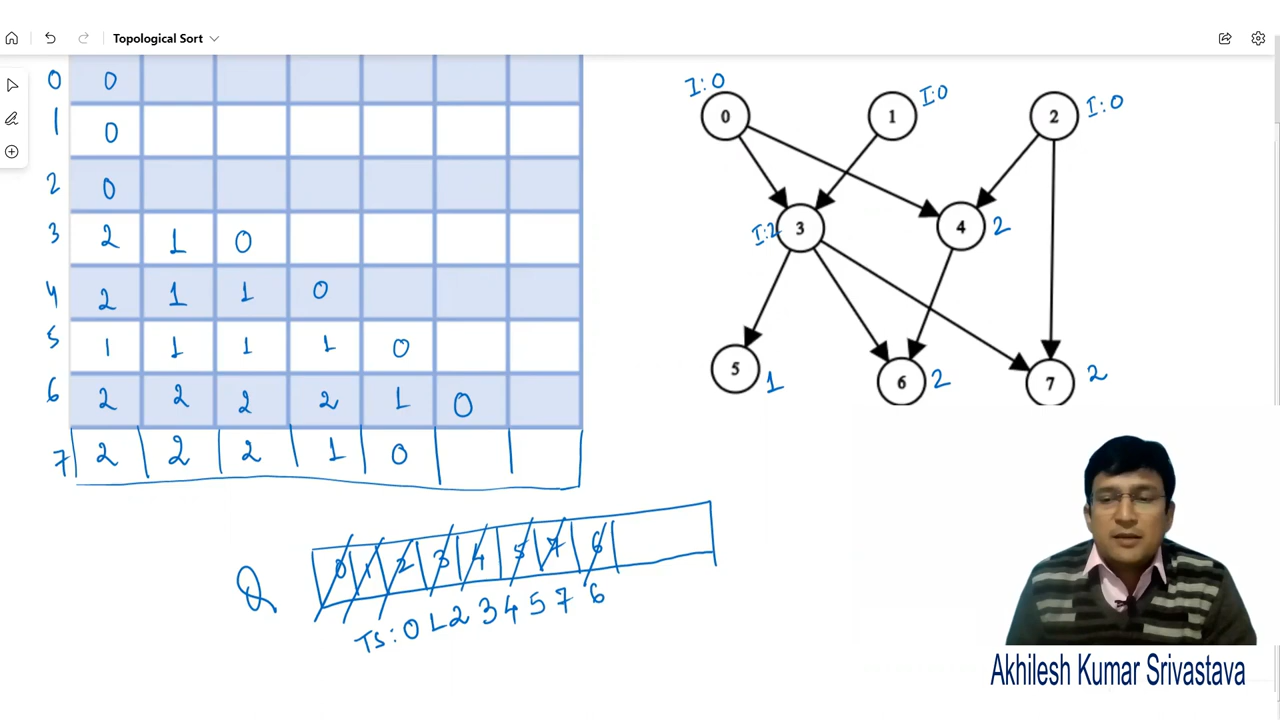 Topological Sort
0 0
1 0
2 0
3 2 1 0
4 2 1 1 0
5 1 1 1 1 0
6 2 2 2 2 1 0
7 2 2 2 1 0
I:0 I:0 I:0
0 1 2
I:2 3 4 2
5 1 6 2 7 2
Q 0 1 2 3 4 5 7 6
TS: 0 1 2 3 4 5 7 6
Akhilesh Kumar Srivastava